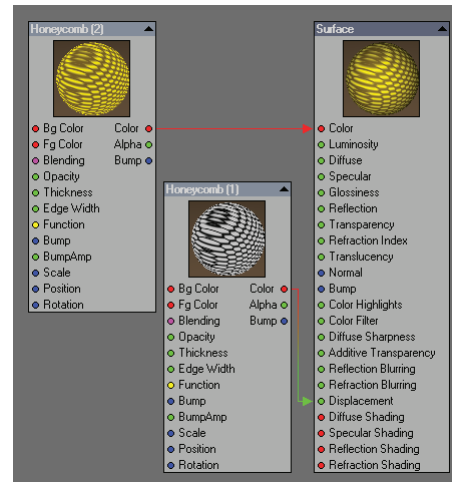 Honeycomb (2)
Bg Color Color
Fg Color Alpha
Blending Bump
Opacity
Thickness
Edge Width
Function
Bump
BumpAmp
Scale
Position
Rotation
Honeycomb (1)
Bg Color Color
Fg Color Alpha
Blending Bump
Opacity
Thickness
Edge Width
Function
Bump
BumpAmp
Scale
Position
Rotation
Surface
Color
Luminosity
Diffuse
Specular
Glossiness
Reflection
Transparency
Refraction Index
Translucency
Normal
Bump
Color Highlights
Color Filter
Diffuse Sharpness
Additive Transparency
Reflection Blurring
Refraction Blurring
Displacement
Diffuse Shading
Specular Shading
Reflection Shading
Refraction Shading